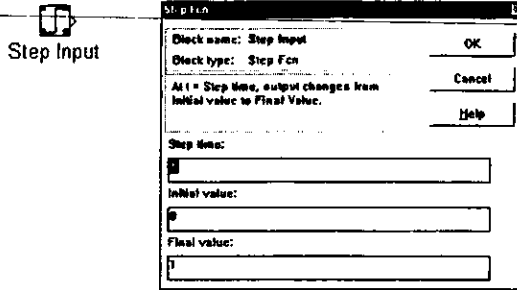 Step Input
Step Fcn
Block name: Step Input
Block type: Step Fcn
OK
At t = Step time, output changes from
Initial value to Final Value.
Cancel
Help
Step time:
Initial value:
0
Final value:
1